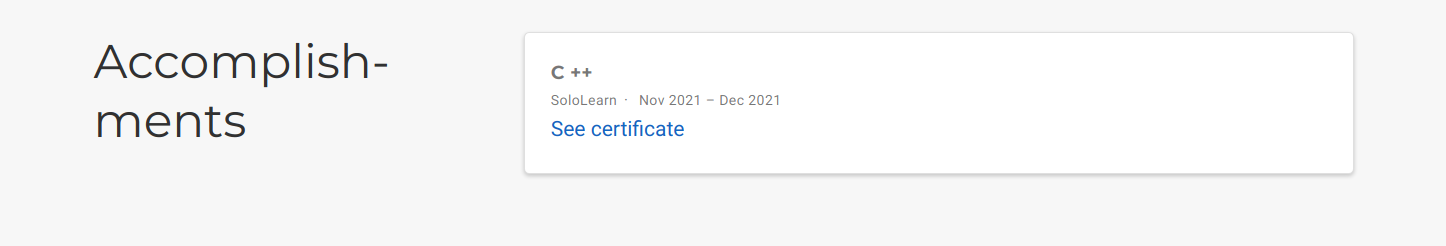 Accomplish-
ments
C ++
SoloLearn · Nov 2021 – Dec 2021
See certificate